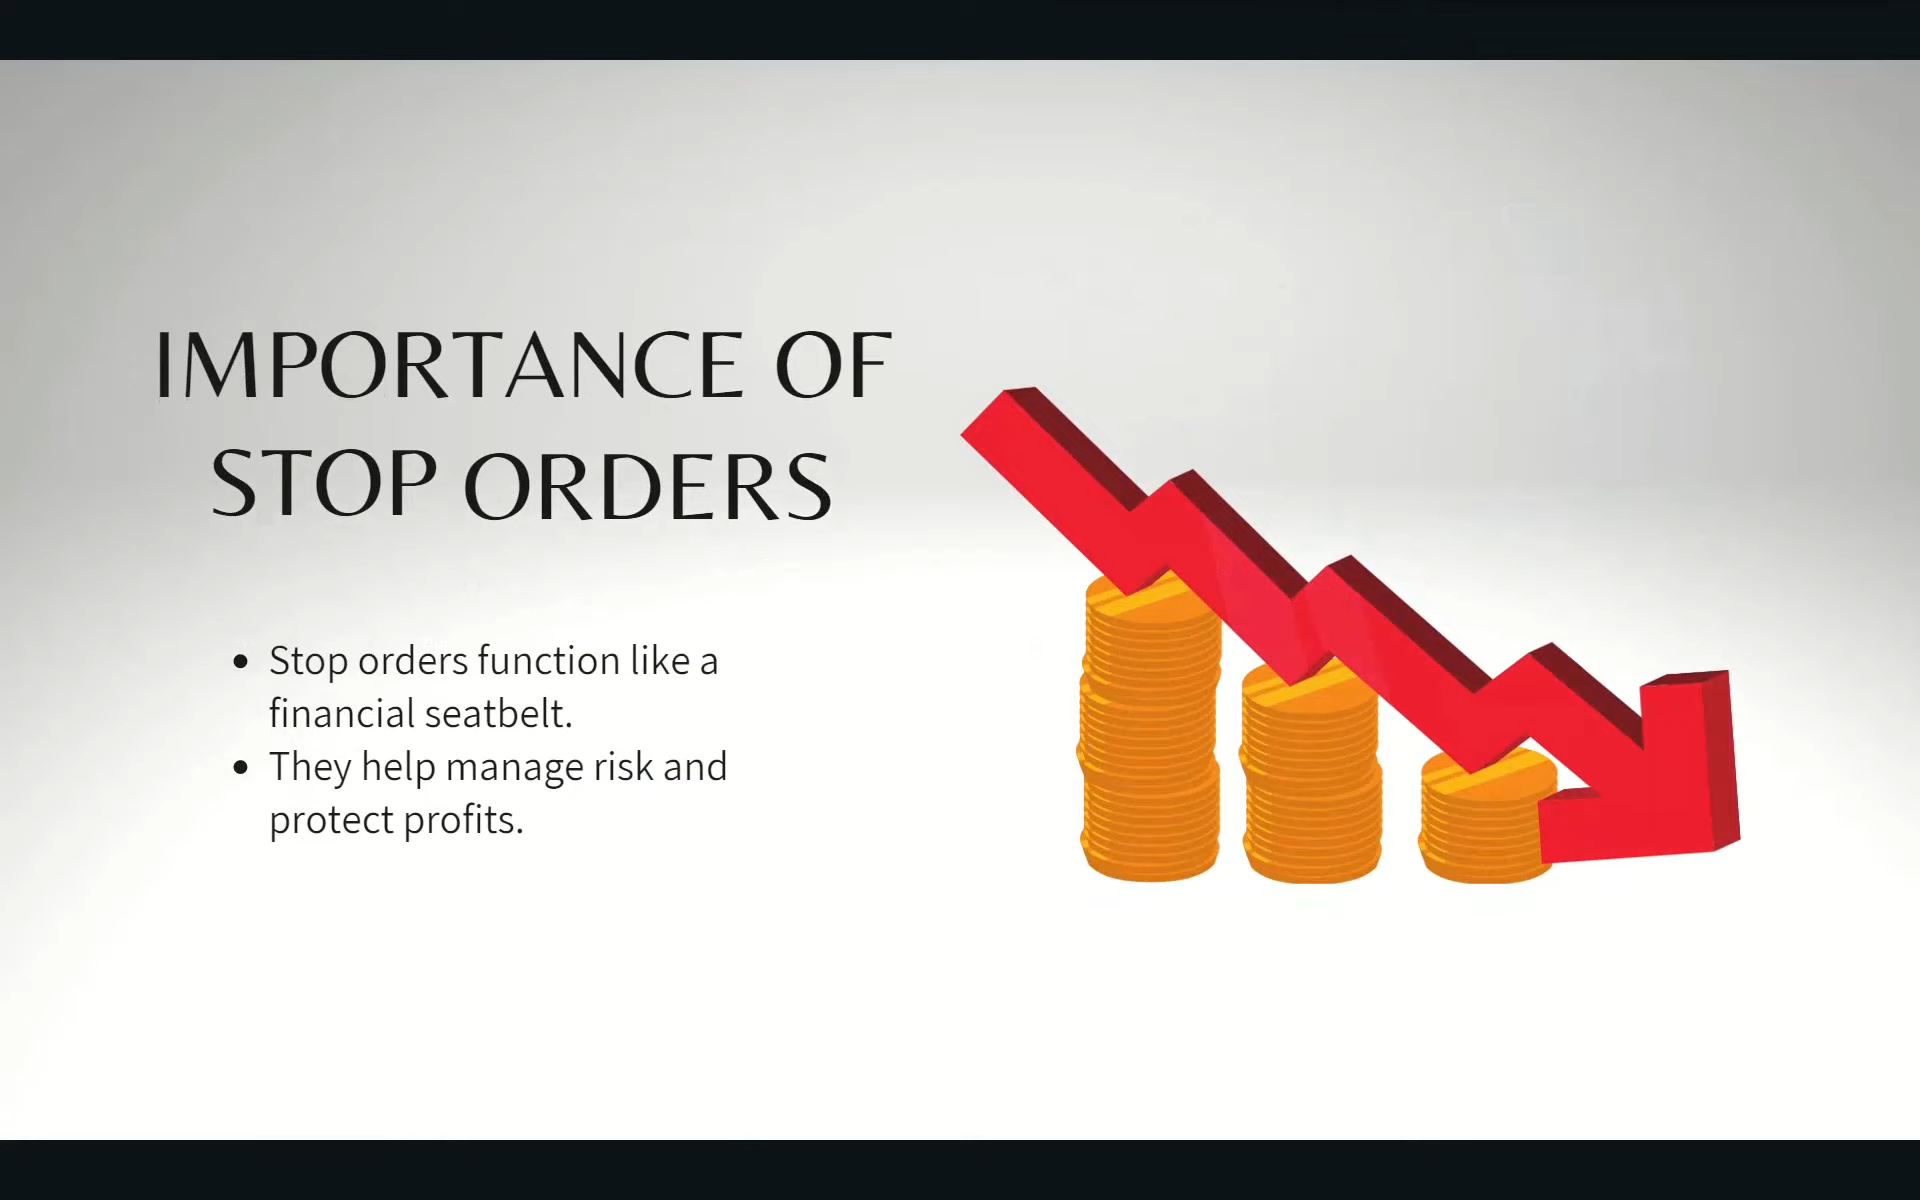 IMPORTANCE OF
STOP ORDERS
• Stop orders function like a
financial seatbelt.
• They help manage risk and
protect profits.